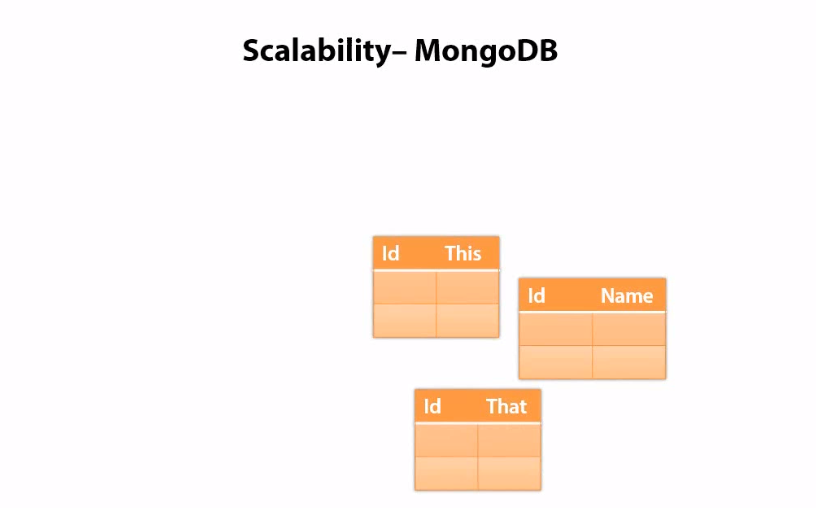 Scalability– MongoDB
Id This
Id Name
Id That